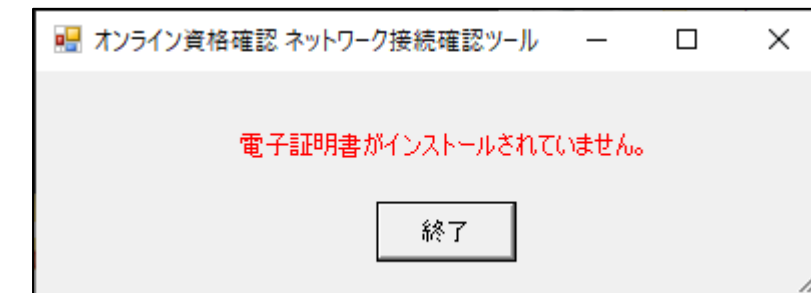 オンライン資格確認 ネットワーク接続確認ツール
電子証明書がインストールされていません。
終了